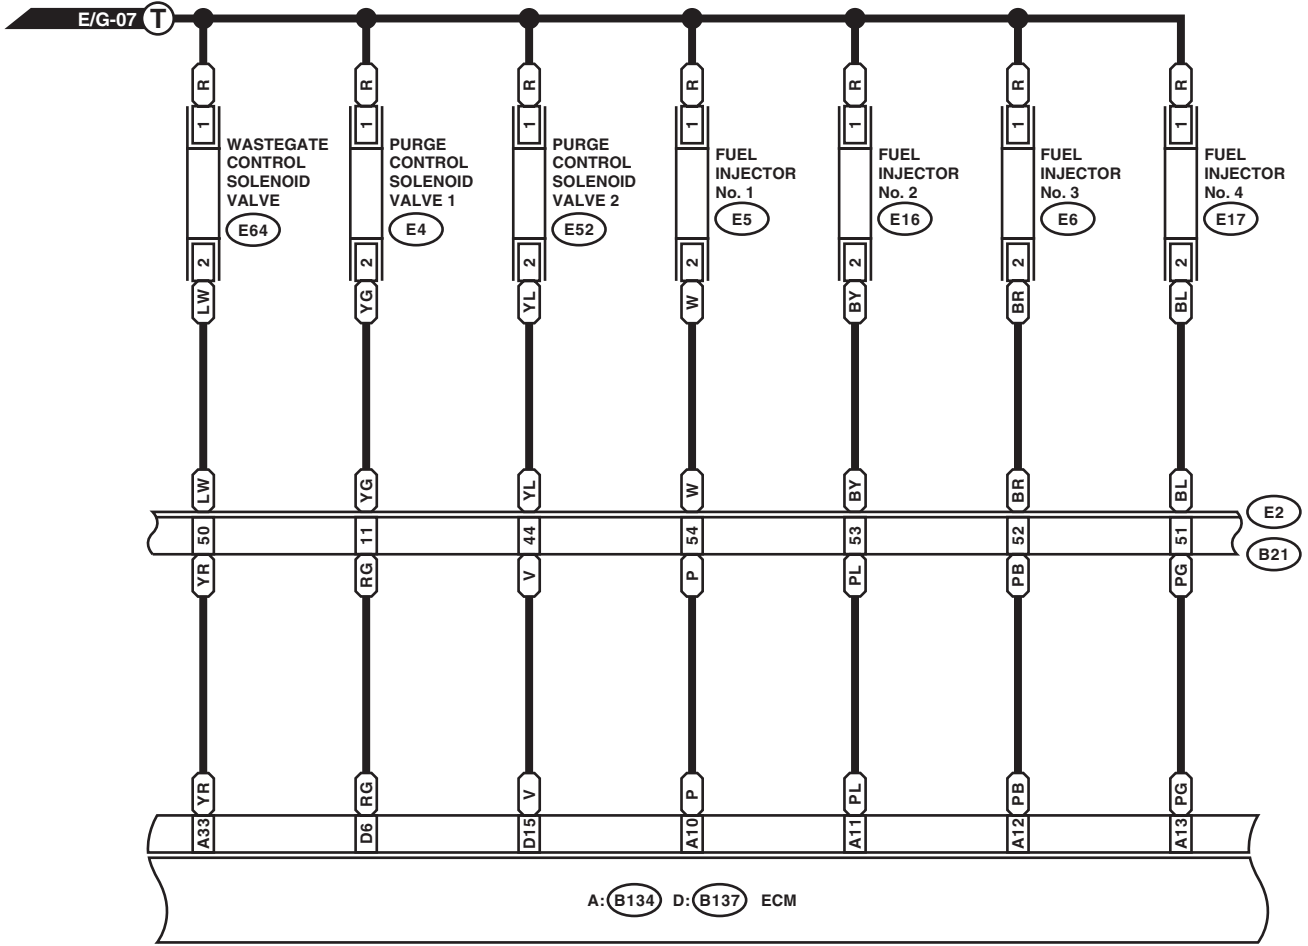 E/G-07 T
R R R R R R R
1 1 1 1 1 1 1
WASTEGATE
CONTROL
SOLENOID
VALVE
E64
PURGE
CONTROL
SOLENOID
VALVE 1
E4
PURGE
CONTROL
SOLENOID
VALVE 2
E52
FUEL
INJECTOR
No. 1
E5
FUEL
INJECTOR
No. 2
E16
FUEL
INJECTOR
No. 3
E6
FUEL
INJECTOR
No. 4
E17
2 2 2 2 2 2 2
LW YG YL W BY BR BL
LW YG YL W BY BR BL
E2
50 11 44 54 53 52 51
B21
YR RG V P PL PB PG
YR RG V P PL PB PG
A33 D6 D15 A10 A11 A12 A13
A: B134 D: B137 ECM